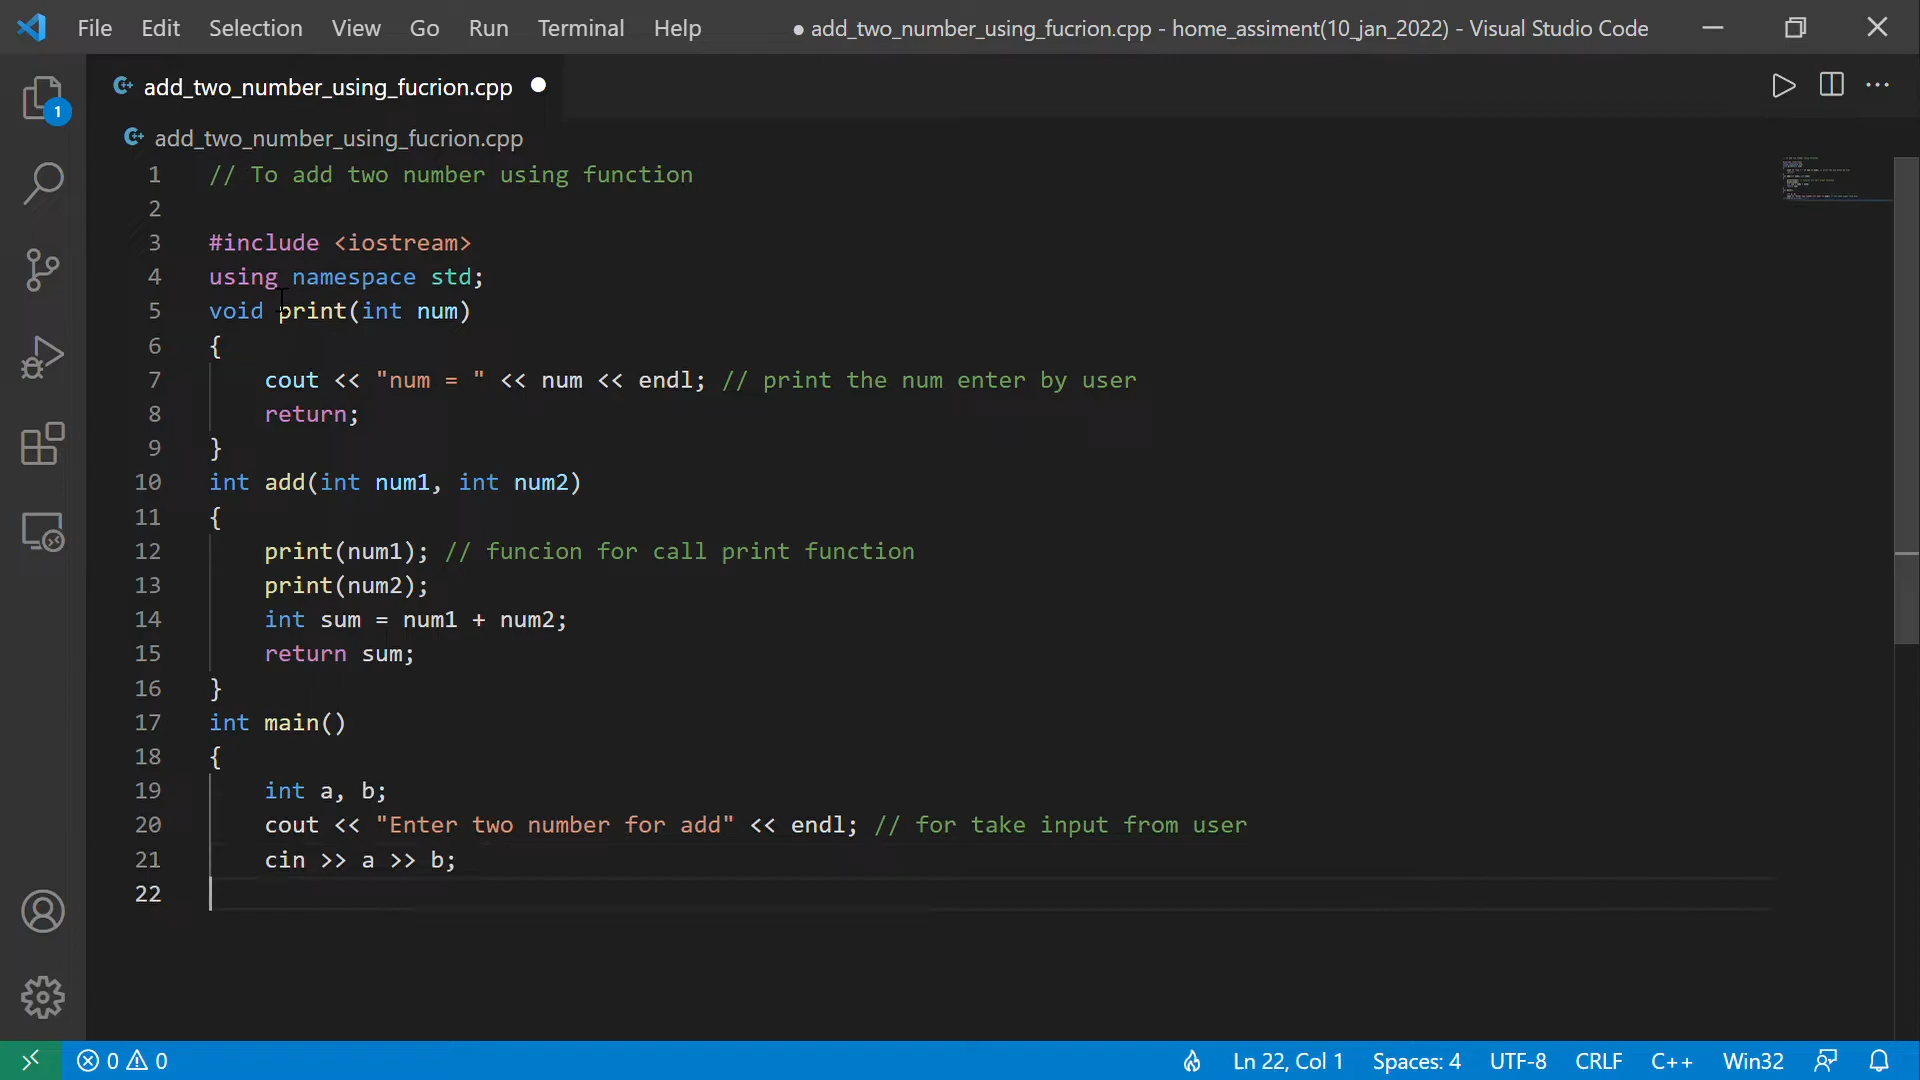 File Edit Selection View Go Run Terminal Help ● add_two_number_using_fucrion.cpp - home_assiment(10_jan_2022) - Visual Studio Code
add_two_number_using_fucrion.cpp
1
add_two_number_using_fucrion.cpp
1 // To add two number using function
2
3 #include <iostream>
4 using namespace std;
5 void print(int num)
6 {
7 cout << "num = " << num << endl; // print the num enter by user
8 return;
9 }
10 int add(int num1, int num2)
11 {
12 print(num1); // funcion for call print function
13 print(num2);
14 int sum = num1 + num2;
15 return sum;
16 }
17 int main()
18 {
19 int a, b;
20 cout << "Enter two number for add" << endl; // for take input from user
21 cin >> a >> b;
22
0 0 Ln 22, Col 1 Spaces: 4 UTF-8 CRLF C++ Win32